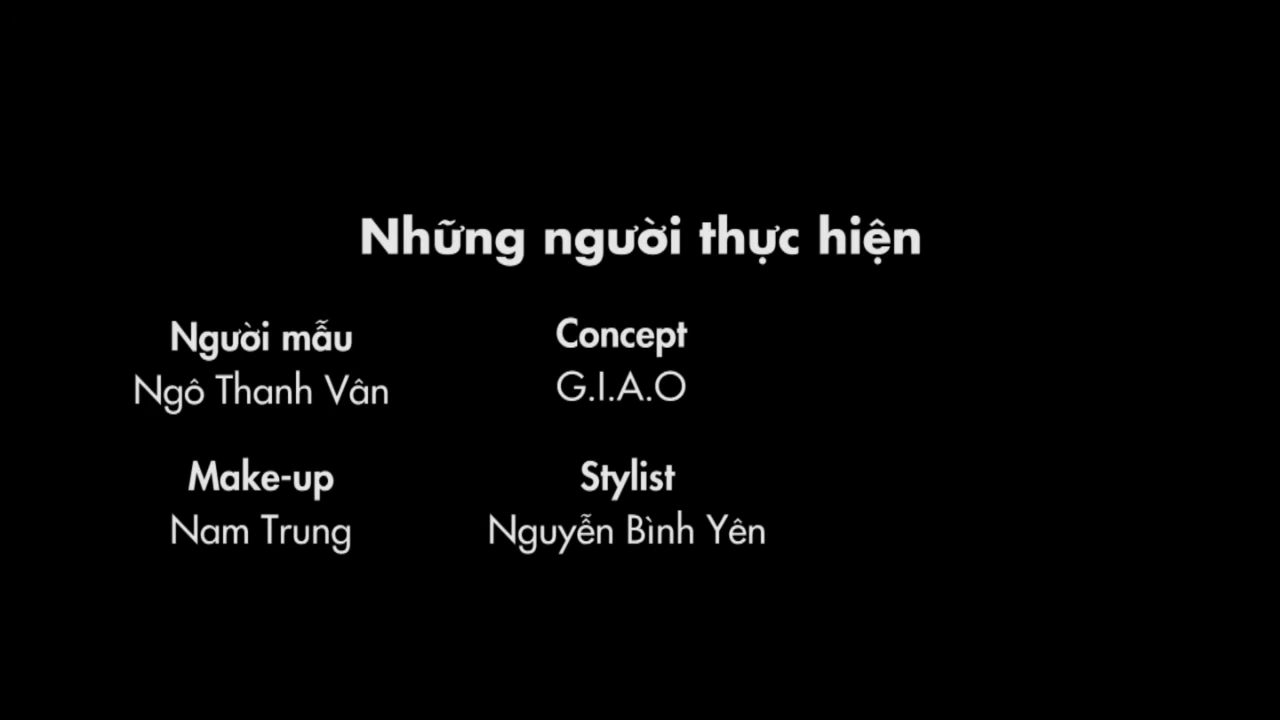 Những người thực hiện
Người mẫu
Ngô Thanh Vân
Concept
G.I.A.O
Make-up
Nam Trung
Stylist
Nguyễn Bình Yên